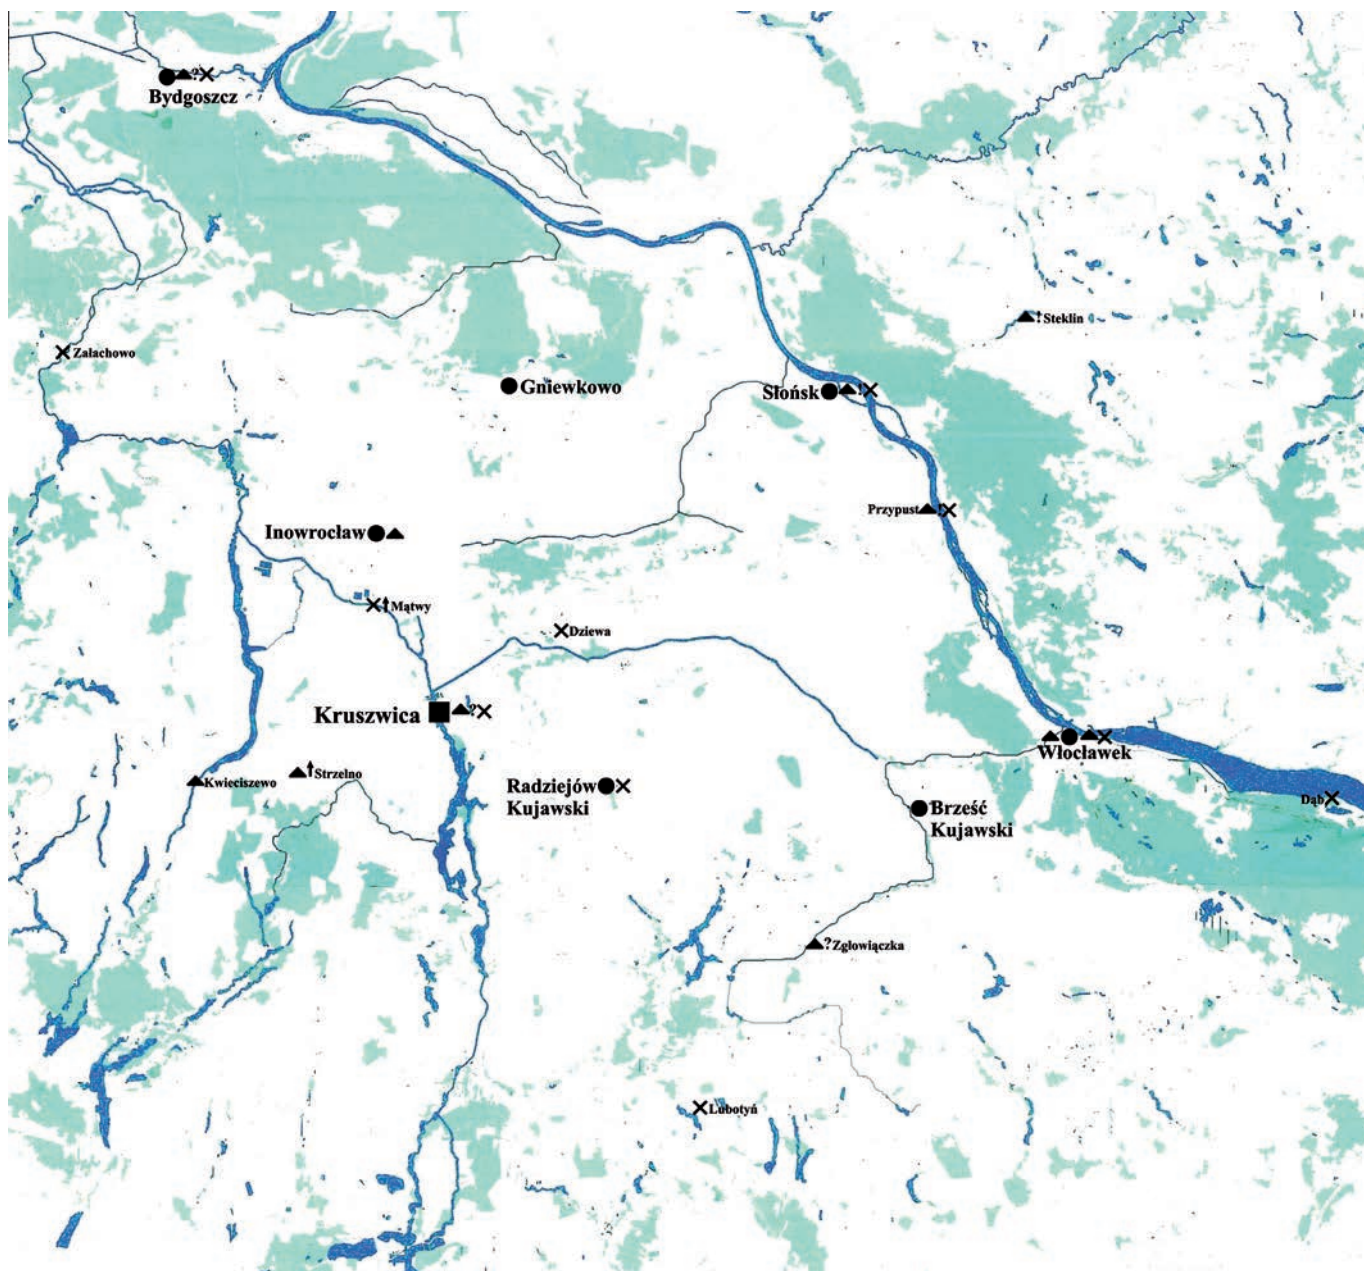 ?
Bydgoszcz
! Steklin
Załachowo
Gniewkowo
Słońsk !
Przypust !
Inowrocław
Mątwy
Dziewa
Kruszwica ?
Włocławek
Kwieciszewo
Strzelno
Radziejów
Kujawski
Dąb
Brześć
Kujawski
? Zgłowiączka
Lubotyń